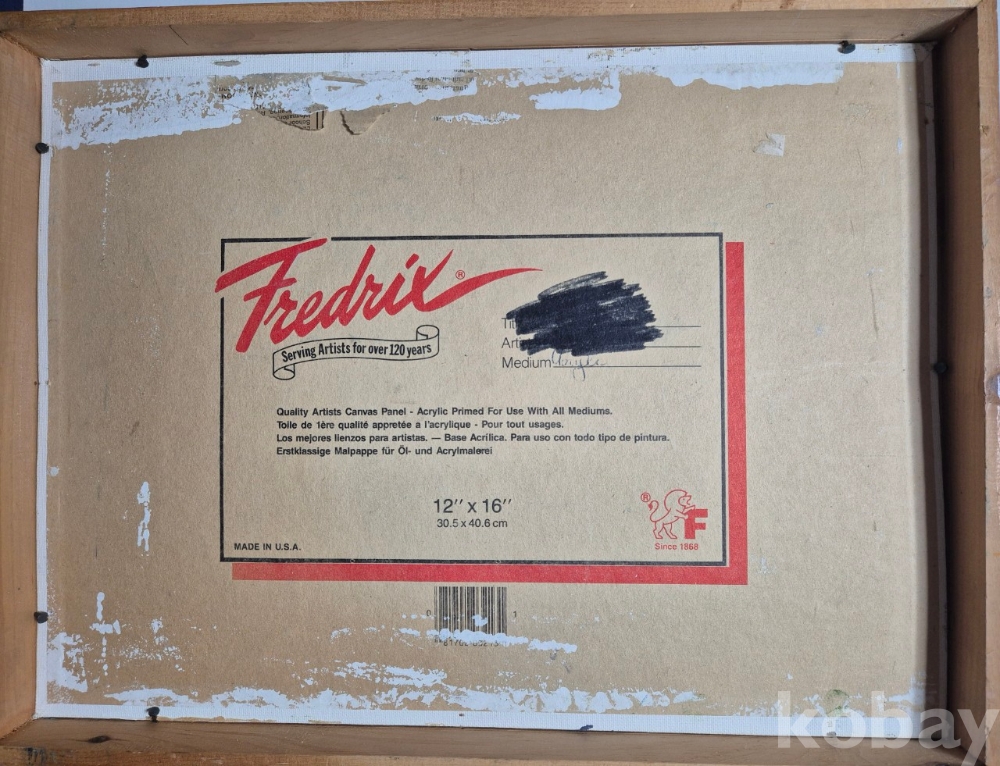 Fredrix®
Serving Artists for over 120 years
Medium
Quality Artists Canvas Panel - Acrylic Primed For Use With All Mediums.
Toile de 1ère qualité appretée a l'acrylique - Pour tout usages.
Los mejores lienzos para artistas. — Base Acrílica. Para uso con todo tipo de pintura.
Erstklassige Malpappe für Öl- und Acrylmalerei
12″ x 16″
30.5 x 40.6 cm
® F
Since 1868
MADE IN U.S.A.
0 1
kobay